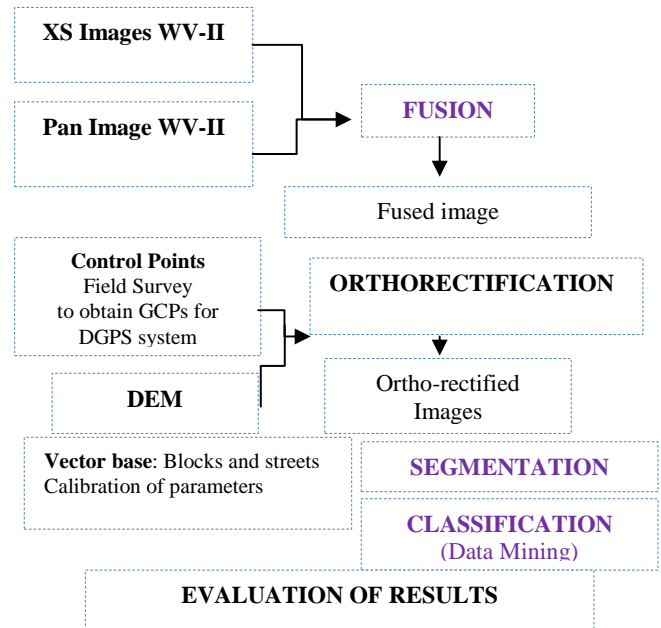 XS Images WV-II
Pan Image WV-II
FUSION
Fused image
Control Points
Field Survey
to obtain GCPs for
DGPS system
ORTHORECTIFICATION
DEM
Ortho-rectified
Images
Vector base: Blocks and streets
Calibration of parameters
SEGMENTATION
CLASSIFICATION
(Data Mining)
EVALUATION OF RESULTS